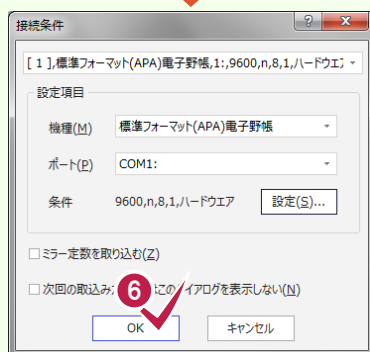 接続条件
[ 1 ],標準フォーマット(APA)電子野帳,1:,9600,n,8,1,ハードウエ
設定項目
機種(M) 標準フォーマット(APA)電子野帳
ポート(P) COM1:
条件 9600,n,8,1,ハードウエア 設定(S)...
ミラー定数を取り込む(Z)
次回の取込み このダイアログを表示しない(N)
6
OK キャンセル